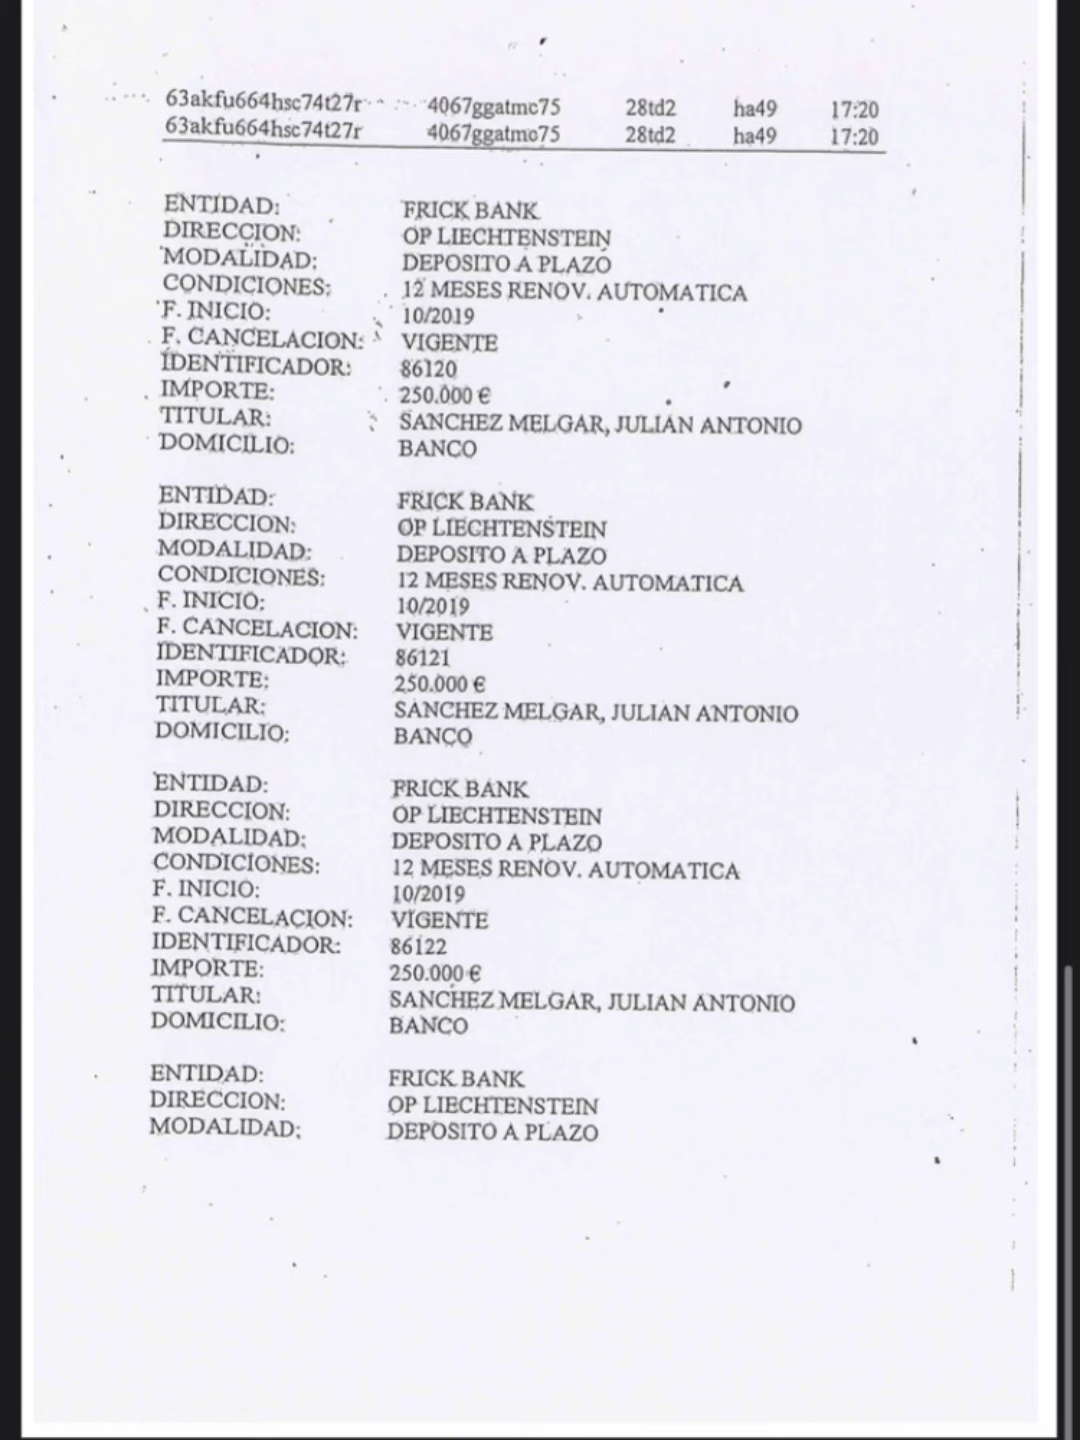 63akfu664hsc74t27r 4067ggatmc75 28td2 ha49 17:20
63akfu664hsc74t27r 4067ggatmc75 28td2 ha49 17:20
ENTIDAD: FRICK BANK
DIRECCION: OP LIECHTENSTEIN
MODALIDAD: DEPOSITO A PLAZO
CONDICIONES: 12 MESES RENOV. AUTOMATICA
F. INICIO: 10/2019
F. CANCELACION: VIGENTE
IDENTIFICADOR: 86120
IMPORTE: 250.000 €
TITULAR: SANCHEZ MELGAR, JULIAN ANTONIO
DOMICILIO: BANCO
ENTIDAD: FRICK BANK
DIRECCION: OP LIECHTENSTEIN
MODALIDAD: DEPOSITO A PLAZO
CONDICIONES: 12 MESES RENOV. AUTOMATICA
F. INICIO: 10/2019
F. CANCELACION: VIGENTE
IDENTIFICADOR: 86121
IMPORTE: 250.000 €
TITULAR: SANCHEZ MELGAR, JULIAN ANTONIO
DOMICILIO: BANCO
ENTIDAD: FRICK BANK
DIRECCION: OP LIECHTENSTEIN
MODALIDAD: DEPOSITO A PLAZO
CONDICIONES: 12 MESES RENOV. AUTOMATICA
F. INICIO: 10/2019
F. CANCELACION: VIGENTE
IDENTIFICADOR: 86122
IMPORTE: 250.000 €
TITULAR: SANCHEZ MELGAR, JULIAN ANTONIO
DOMICILIO: BANCO
ENTIDAD: FRICK BANK
DIRECCION: OP LIECHTENSTEIN
MODALIDAD: DEPOSITO A PLAZO